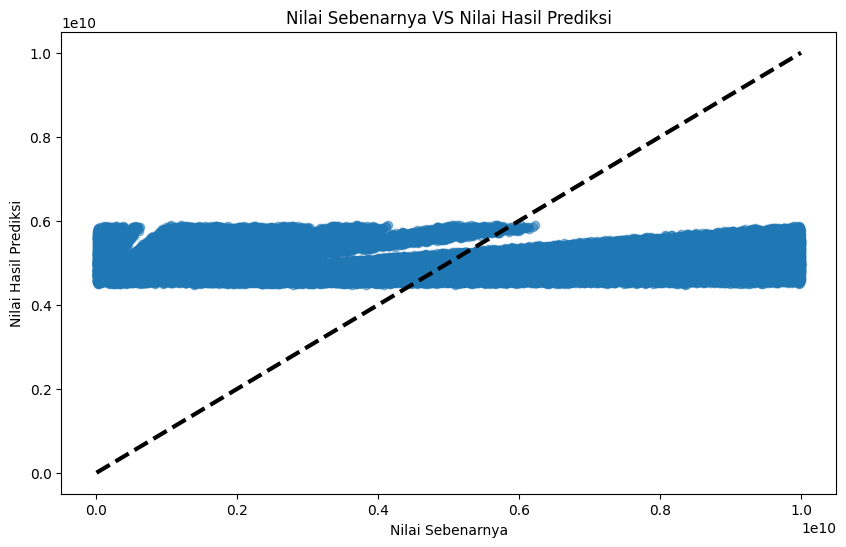 Nilai Sebenarnya VS Nilai Hasil Prediksi
1e10
1.0
0.8
0.6
0.4
0.2
0.0
Nilai Hasil Prediksi
0.0 0.2 0.4 0.6 0.8 1.0
1e10
Nilai Sebenarnya